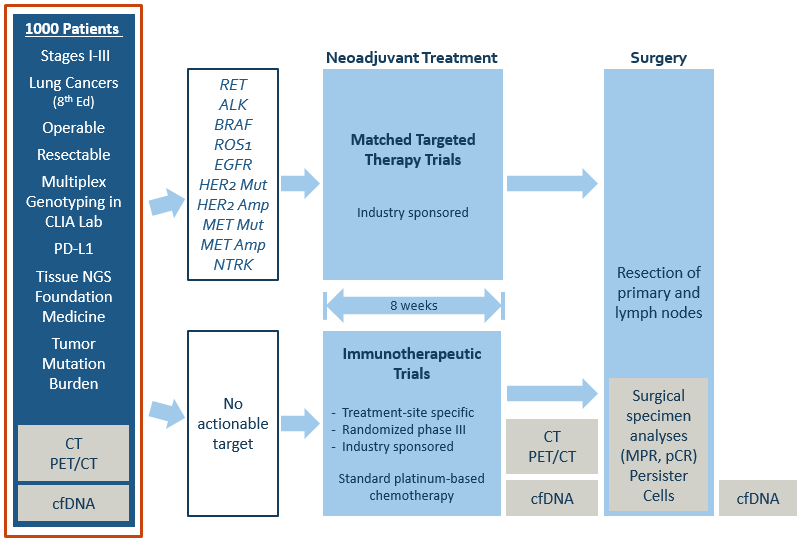 1000 Patients
Stages I-III
Lung Cancers
(8th Ed)
Operable
Resectable
Multiplex
Genotyping in
CLIA Lab
PD-L1
Tissue NGS
Foundation
Medicine
Tumor
Mutation
Burden
CT
PET/CT
cfDNA
RET
ALK
BRAF
ROS1
EGFR
HER2 Mut
HER2 Amp
MET Mut
MET Amp
NTRK
No
actionable
target
Neoadjuvant Treatment
Matched Targeted
Therapy Trials
Industry sponsored
8 weeks
Immunotherapeutic
Trials
- Treatment-site specific
- Randomized phase III
- Industry sponsored
Standard platinum-based
chemotherapy
CT
PET/CT
cfDNA
Surgery
Resection of
primary and
lymph nodes
Surgical
specimen
analyses
(MPR, pCR)
Persister
Cells
cfDNA